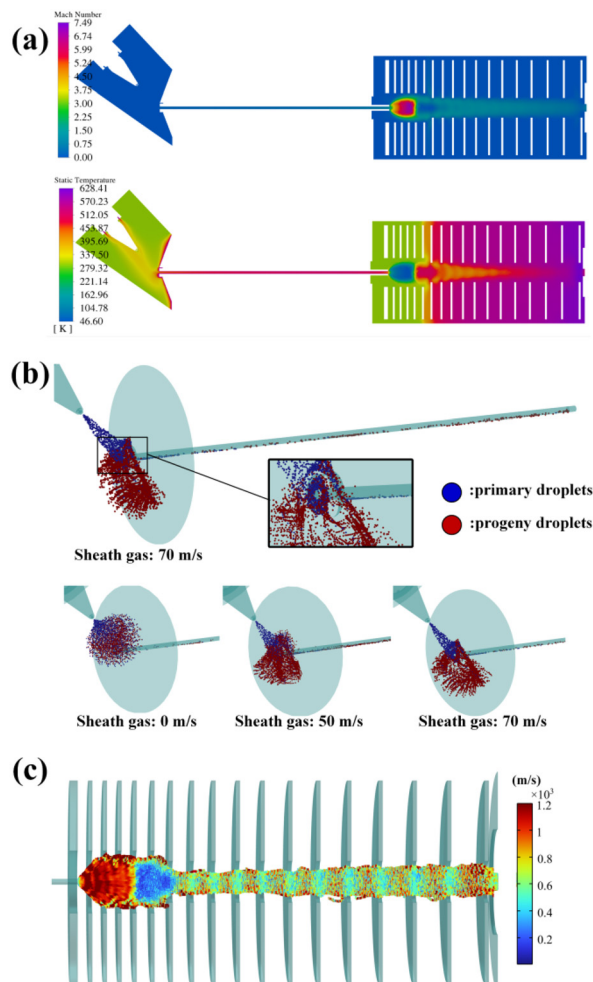 (a)
Mach Number
7.49
6.74
5.99
5.24
4.50
3.75
3.00
2.25
1.50
0.75
0.00
Static Temperature
628.41
570.23
512.05
453.87
395.69
337.50
279.32
221.14
162.96
104.78
46.60
[ K ]
(b)
:primary droplets
:progeny droplets
Sheath gas: 70 m/s
Sheath gas: 0 m/s
Sheath gas: 50 m/s
Sheath gas: 70 m/s
(c)
(m/s)
×10³
1.2
1
0.8
0.6
0.4
0.2